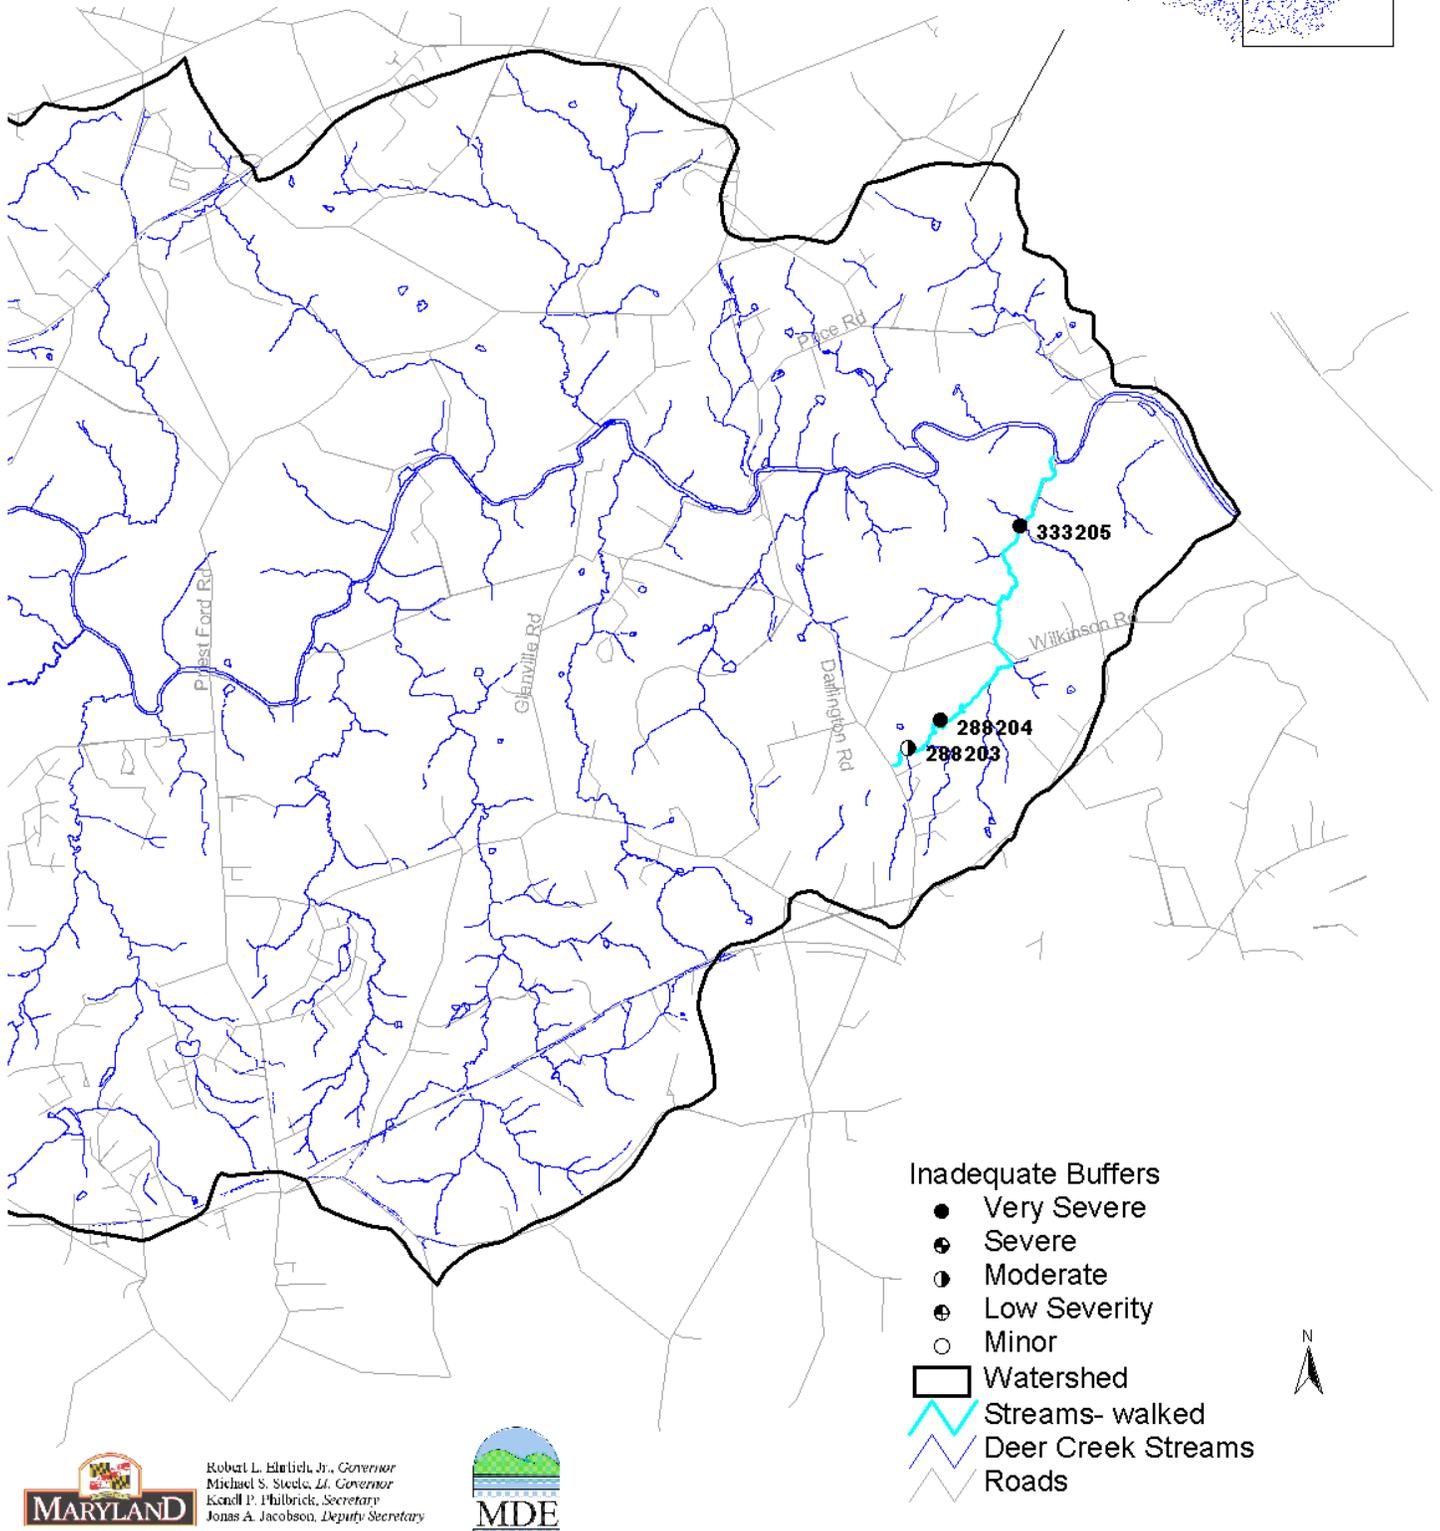 Price Rd
333205
Wilkinson Rd
Priest Ford Rd
Glanville Rd
Darlington Rd
288204
288203
Inadequate Buffers
Very Severe
Severe
Moderate
Low Severity
Minor
Watershed
Streams- walked
Deer Creek Streams
Roads
N
MARYLAND
Robert L. Ehrlich, Jr., Governor
Michael S. Steele, Lt. Governor
Kendl P. Philbrick, Secretary
Jonas A. Jacobson, Deputy Secretary
MDE